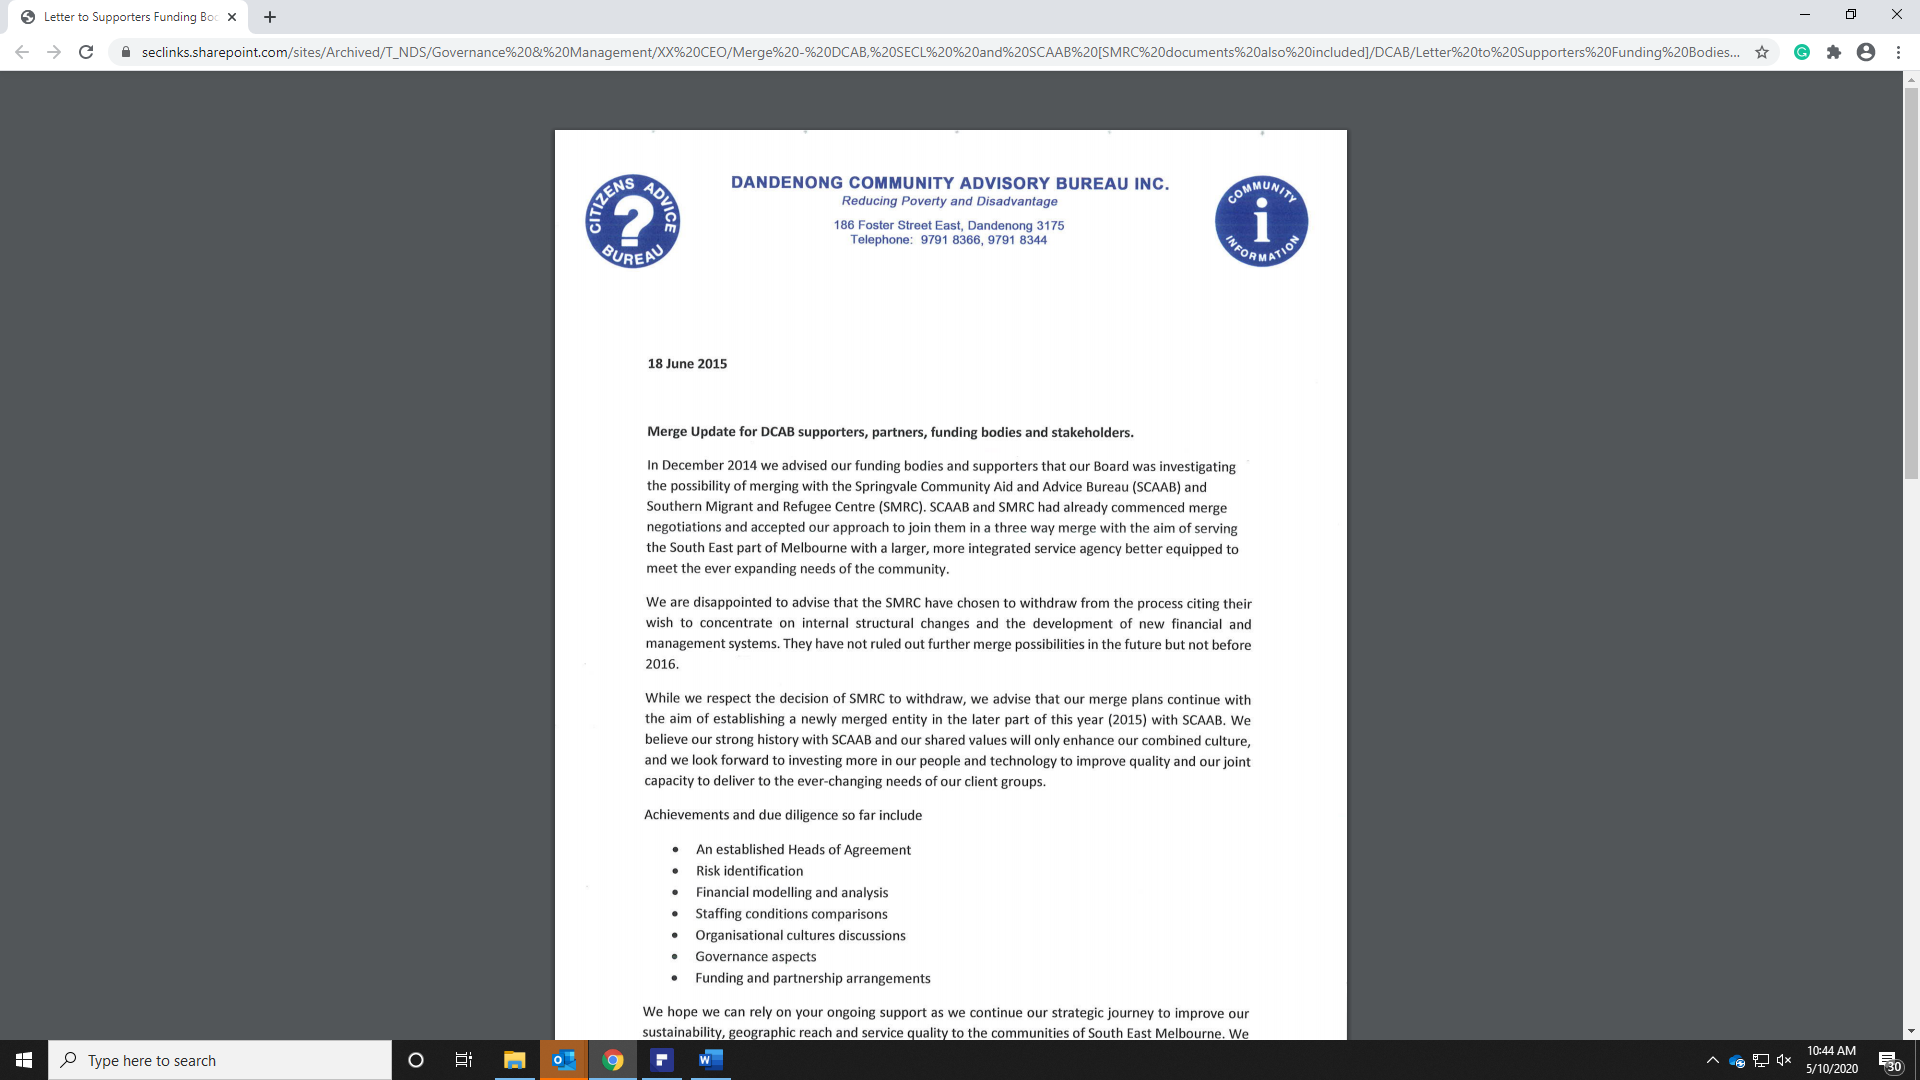 Letter to Supporters Funding Bo
seclinks.sharepoint.com/sites/Archived/T_NDS/Governance%20&%20Management/XX%20CEO/Merge%20-%20DCAB,%20SECL%20%20and%20SCAAB%20[SMRC%20documents%20also%20included]/DCAB/Letter%20to%20Supporters%20Funding%20Bodies...
CITIZENS ADVICE BUREAU
?
DANDENONG COMMUNITY ADVISORY BUREAU INC.
Reducing Poverty and Disadvantage
186 Foster Street East, Dandenong 3175
Telephone: 9791 8366, 9791 8344
COMMUNITY
i
INFORMATION
18 June 2015
Merge Update for DCAB supporters, partners, funding bodies and stakeholders.
In December 2014 we advised our funding bodies and supporters that our Board was investigating
the possibility of merging with the Springvale Community Aid and Advice Bureau (SCAAB) and
Southern Migrant and Refugee Centre (SMRC). SCAAB and SMRC had already commenced merge
negotiations and accepted our approach to join them in a three way merge with the aim of serving
the South East part of Melbourne with a larger, more integrated service agency better equipped to
meet the ever expanding needs of the community.
We are disappointed to advise that the SMRC have chosen to withdraw from the process citing their
wish to concentrate on internal structural changes and the development of new financial and
management systems. They have not ruled out further merge possibilities in the future but not before
2016.
While we respect the decision of SMRC to withdraw, we advise that our merge plans continue with
the aim of establishing a newly merged entity in the later part of this year (2015) with SCAAB. We
believe our strong history with SCAAB and our shared values will only enhance our combined culture,
and we look forward to investing more in our people and technology to improve quality and our joint
capacity to deliver to the ever-changing needs of our client groups.
Achievements and due diligence so far include
• An established Heads of Agreement
• Risk identification
• Financial modelling and analysis
• Staffing conditions comparisons
• Organisational cultures discussions
• Governance aspects
• Funding and partnership arrangements
We hope we can rely on your ongoing support as we continue our strategic journey to improve our
sustainability, geographic reach and service quality to the communities of South East Melbourne. We
Type here to search
10:44 AM
5/10/2020
30